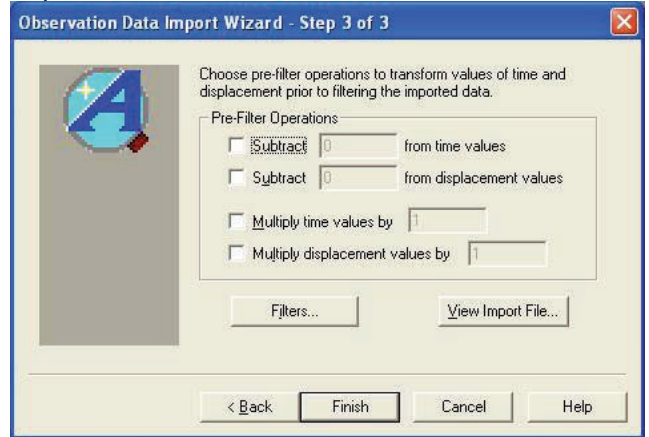 Observation Data Import Wizard - Step 3 of 3
Choose pre-filter operations to transform values of time and
displacement prior to filtering the imported data.
Pre-Filter Operations
Subtract 0 from time values
Subtract 0 from displacement values
Multiply time values by 1
Multiply displacement values by 1
Filters... View Import File...
< Back Finish Cancel Help